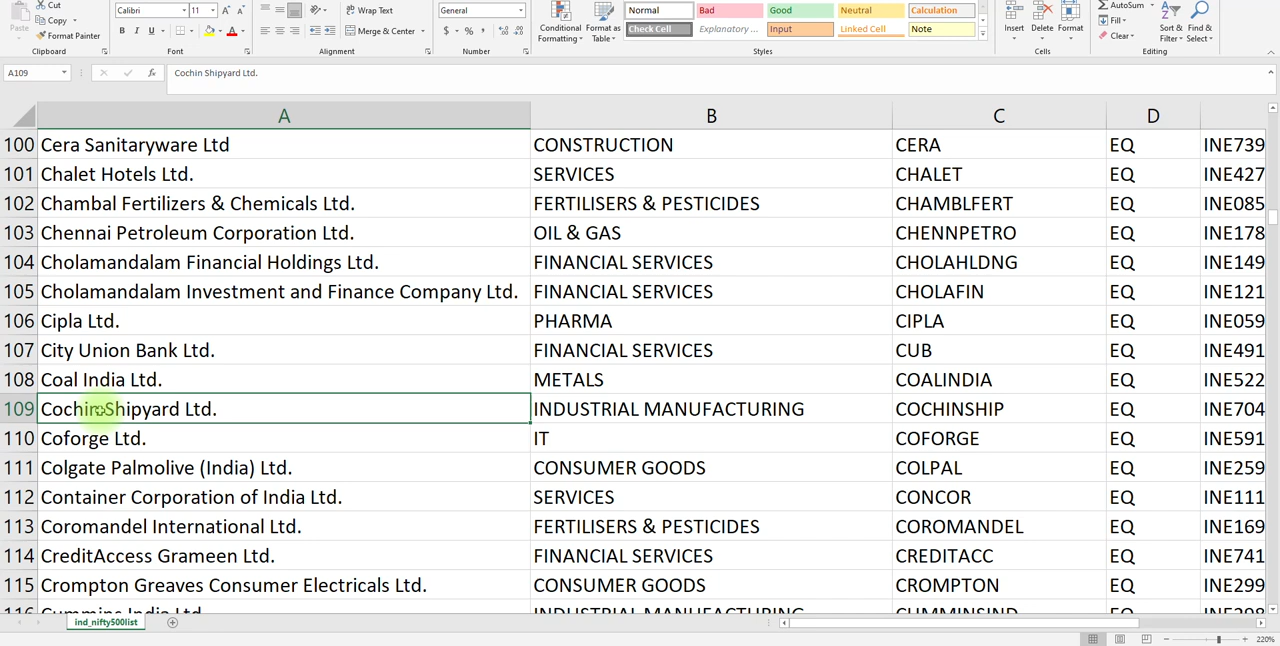 Cut
Calibri 11
Wrap Text
General
Conditional Formatting
Format as Table
Normal Bad Good Neutral Calculation
Insert Delete Format
AutoSum
Sort & Filter
Find & Select
Paste
Copy
Format Painter
B I U
Merge & Center
$ %
Check Cell Explanatory ... Input Linked Cell Note
Fill
Clear
Clipboard Font Alignment Number Styles Cells Editing
A109 fx Cochin Shipyard Ltd.
A B C D
100 Cera Sanitaryware Ltd CONSTRUCTION CERA EQ INE739
101 Chalet Hotels Ltd. SERVICES CHALET EQ INE427
102 Chambal Fertilizers & Chemicals Ltd. FERTILISERS & PESTICIDES CHAMBLFERT EQ INE085
103 Chennai Petroleum Corporation Ltd. OIL & GAS CHENNPETRO EQ INE178
104 Cholamandalam Financial Holdings Ltd. FINANCIAL SERVICES CHOLAHLDNG EQ INE149
105 Cholamandalam Investment and Finance Company Ltd. FINANCIAL SERVICES CHOLAFIN EQ INE121
106 Cipla Ltd. PHARMA CIPLA EQ INE059
107 City Union Bank Ltd. FINANCIAL SERVICES CUB EQ INE491
108 Coal India Ltd. METALS COALINDIA EQ INE522
109 Cochin Shipyard Ltd. INDUSTRIAL MANUFACTURING COCHINSHIP EQ INE704
110 Coforge Ltd. IT COFORGE EQ INE591
111 Colgate Palmolive (India) Ltd. CONSUMER GOODS COLPAL EQ INE259
112 Container Corporation of India Ltd. SERVICES CONCOR EQ INE111
113 Coromandel International Ltd. FERTILISERS & PESTICIDES COROMANDEL EQ INE169
114 CreditAccess Grameen Ltd. FINANCIAL SERVICES CREDITACC EQ INE741
115 Crompton Greaves Consumer Electricals Ltd. CONSUMER GOODS CROMPTON EQ INE299
116 Cummins India Ltd. INDUSTRIAL MANUFACTURING CUMMINSIND EQ INE298
ind_nifty500list
220%